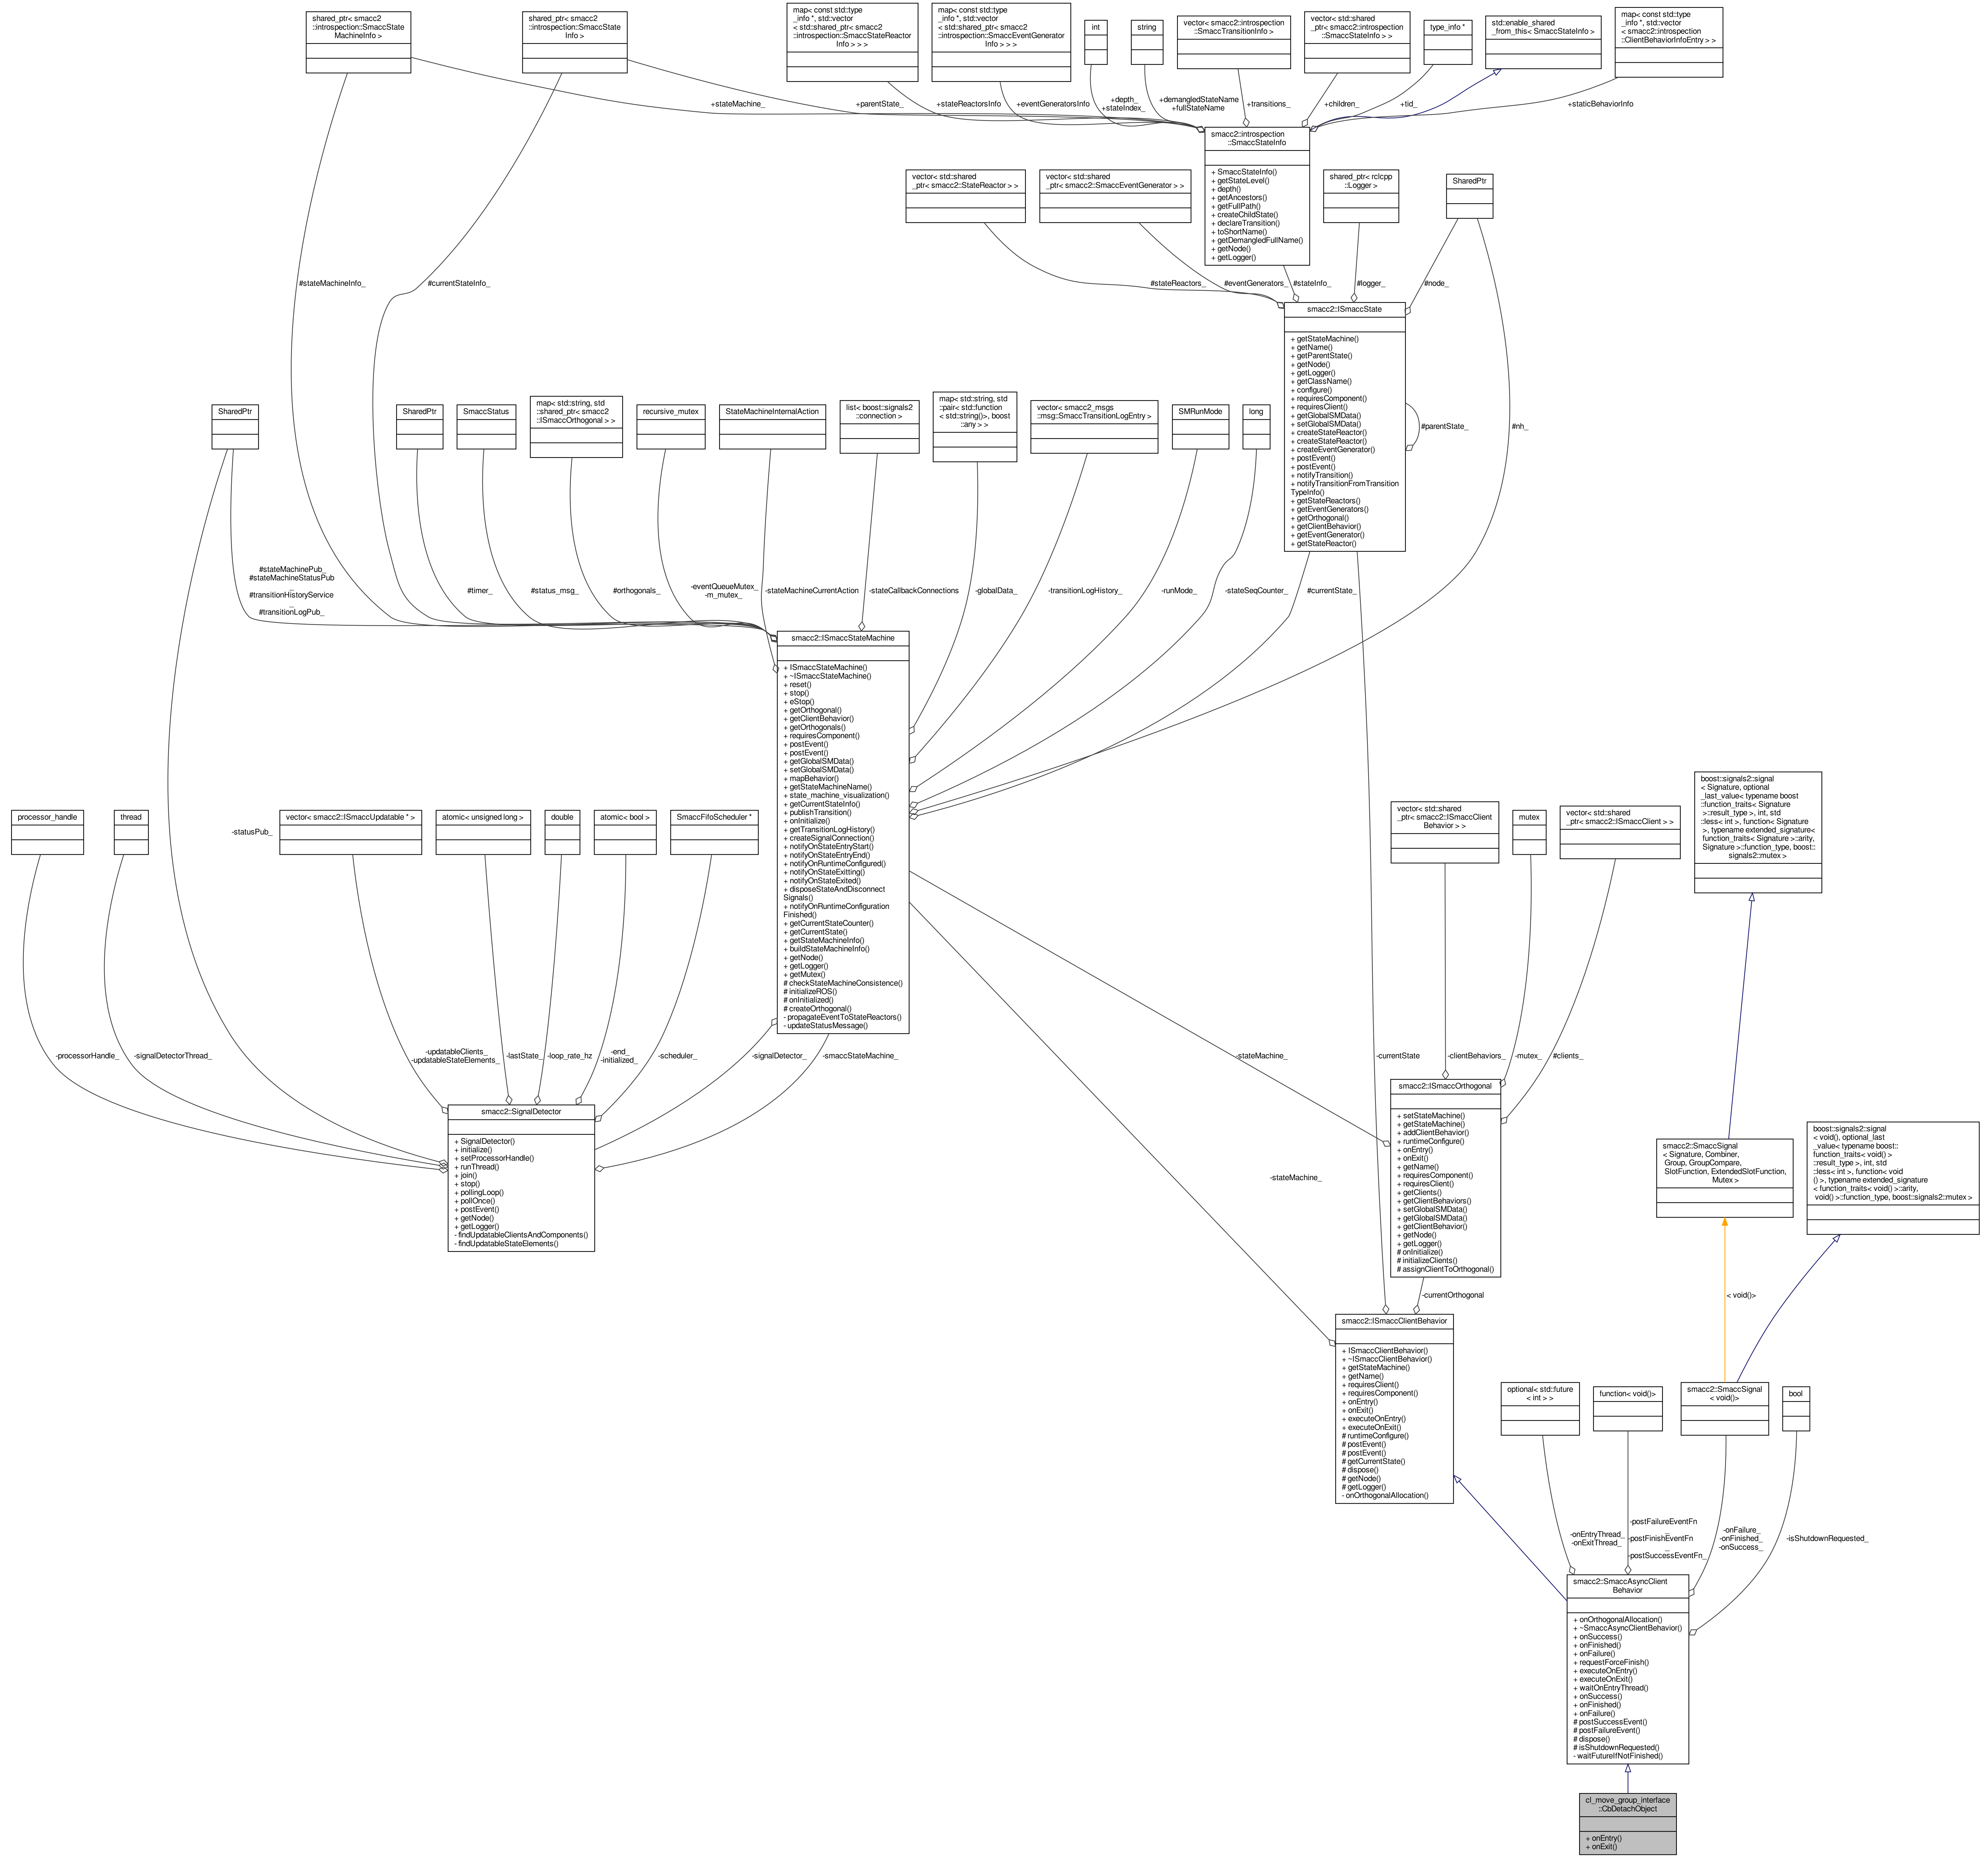 shared_ptr< smacc2
::introspection::SmaccState
MachineInfo >
shared_ptr< smacc2
::introspection::SmaccState
Info >
map< const std::type
_info *, std::vector
< std::shared_ptr< smacc2
::introspection::SmaccStateReactor
Info > > >
map< const std::type
_info *, std::vector
< std::shared_ptr< smacc2
::introspection::SmaccEventGenerator
Info > > >
int
string
vector< smacc2::introspection
::SmaccTransitionInfo >
vector< std::shared
_ptr< smacc2::introspection
::SmaccStateInfo > >
type_info *
std::enable_shared
_from_this< SmaccStateInfo >
map< const std::type
_info *, std::vector
< smacc2::introspection
::ClientBehaviorInfoEntry > >
+stateMachine_
+parentState_
+stateReactorsInfo
+eventGeneratorsInfo
+depth_
+stateIndex_
+demangledStateName
+fullStateName
+transitions_
+children_
+tid_
+staticBehaviorInfo
smacc2::introspection
::SmaccStateInfo
+ SmaccStateInfo()
+ getStateLevel()
+ depth()
+ getAncestors()
+ getFullPath()
+ createChildState()
+ declareTransition()
+ toShortName()
+ getDemangledFullName()
+ getNode()
+ getLogger()
vector< std::shared
_ptr< smacc2::StateReactor > >
vector< std::shared
_ptr< smacc2::SmaccEventGenerator > >
shared_ptr< rclcpp
::Logger >
SharedPtr
#stateMachineInfo_
#currentStateInfo_
#stateReactors_
#eventGenerators_
#stateInfo_
#logger_
#node_
smacc2::ISmaccState
+ getStateMachine()
+ getName()
+ getParentState()
+ getNode()
+ getLogger()
+ getClassName()
+ configure()
+ requiresComponent()
+ requiresClient()
+ getGlobalSMData()
+ setGlobalSMData()
+ createStateReactor()
+ createStateReactor()
+ createEventGenerator()
+ postEvent()
+ postEvent()
+ notifyTransition()
+ notifyTransitionFromTransition
TypeInfo()
+ getStateReactors()
+ getEventGenerators()
+ getOrthogonal()
+ getClientBehavior()
+ getEventGenerator()
+ getStateReactor()
#parentState_
#nh_
SharedPtr
SharedPtr
SmaccStatus
map< std::string, std
::shared_ptr< smacc2
::ISmaccOrthogonal > >
recursive_mutex
StateMachineInternalAction
list< boost::signals2
::connection >
map< std::string, std
::pair< std::function
< std::string()>, boost
::any > >
vector< smacc2_msgs
::msg::SmaccTransitionLogEntry >
SMRunMode
long
#stateMachinePub_
#stateMachineStatusPub
_
#transitionHistoryService
_
#transitionLogPub_
#timer_
#status_msg_
#orthogonals_
-eventQueueMutex_
-m_mutex_
-stateMachineCurrentAction
-stateCallbackConnections
-globalData_
-transitionLogHistory_
-runMode_
-stateSeqCounter_
#currentState_
smacc2::ISmaccStateMachine
+ ISmaccStateMachine()
+ ~ISmaccStateMachine()
+ reset()
+ stop()
+ eStop()
+ getOrthogonal()
+ getClientBehavior()
+ getOrthogonals()
+ requiresComponent()
+ postEvent()
+ postEvent()
+ getGlobalSMData()
+ setGlobalSMData()
+ mapBehavior()
+ getStateMachineName()
+ state_machine_visualization()
+ getCurrentStateInfo()
+ publishTransition()
+ onInitialize()
+ getTransitionLogHistory()
+ createSignalConnection()
+ notifyOnStateEntryStart()
+ notifyOnStateEntryEnd()
+ notifyOnRuntimeConfigured()
+ notifyOnStateExitting()
+ notifyOnStateExited()
+ disposeStateAndDisconnect
Signals()
+ notifyOnRuntimeConfiguration
Finished()
+ getCurrentStateCounter()
+ getCurrentState()
+ getStateMachineInfo()
+ buildStateMachineInfo()
+ getNode()
+ getLogger()
+ getMutex()
# checkStateMachineConsistence()
# initializeROS()
# onInitialized()
# createOrthogonal()
- propagateEventToStateReactors()
- updateStatusMessage()
processor_handle
thread
-statusPub_
vector< smacc2::ISmaccUpdatable * >
atomic< unsigned long >
double
atomic< bool >
SmaccFifoScheduler *
-processorHandle_
-signalDetectorThread_
-updatableClients_
-updatableStateElements_
-lastState_
-loop_rate_hz
-end_
-initialized_
-scheduler_
-signalDetector_
-smaccStateMachine_
smacc2::SignalDetector
+ SignalDetector()
+ initialize()
+ setProcessorHandle()
+ runThread()
+ join()
+ stop()
+ pollingLoop()
+ pollOnce()
+ postEvent()
+ getNode()
+ getLogger()
- findUpdatableClientsAndComponents()
- findUpdatableStateElements()
vector< std::shared
_ptr< smacc2::ISmaccClient
Behavior > >
mutex
vector< std::shared
_ptr< smacc2::ISmaccClient > >
boost::signals2::signal
< Signature, optional
_last_value< typename boost
::function_traits< Signature
>::result_type >, int, std
::less< int >, function< Signature
>, typename extended_signature<
function_traits< Signature >::arity,
Signature >::function_type, boost::
signals2::mutex >
-stateMachine_
-currentState
-clientBehaviors_
-mutex_
#clients_
smacc2::ISmaccOrthogonal
+ setStateMachine()
+ getStateMachine()
+ addClientBehavior()
+ runtimeConfigure()
+ onEntry()
+ onExit()
+ getName()
+ requiresComponent()
+ requiresClient()
+ getClients()
+ getClientBehaviors()
+ setGlobalSMData()
+ getGlobalSMData()
+ getClientBehavior()
+ getNode()
+ getLogger()
# onInitialize()
# initializeClients()
# assignClientToOrthogonal()
smacc2::SmaccSignal
< Signature, Combiner,
Group, GroupCompare,
SlotFunction, ExtendedSlotFunction,
Mutex >
boost::signals2::signal
< void(), optional_last
_value< typename boost::
function_traits< void() >
::result_type >, int, std
::less< int >, function< void
() >, typename extended_signature
< function_traits< void() >::arity,
void() >::function_type, boost::signals2::mutex >
-stateMachine_
-currentOrthogonal
< void()>
smacc2::ISmaccClientBehavior
+ ISmaccClientBehavior()
+ ~ISmaccClientBehavior()
+ getStateMachine()
+ getName()
+ requiresClient()
+ requiresComponent()
+ onEntry()
+ onExit()
+ executeOnEntry()
+ executeOnExit()
# runtimeConfigure()
# postEvent()
# postEvent()
# getCurrentState()
# dispose()
# getNode()
# getLogger()
- onOrthogonalAllocation()
optional< std::future
< int > >
function< void()>
smacc2::SmaccSignal
< void()>
bool
-onEntryThread_
-onExitThread_
-postFailureEventFn
_
-postFinishEventFn
_
-postSuccessEventFn_
-onFailure_
-onFinished_
-onSuccess_
-isShutdownRequested_
smacc2::SmaccAsyncClient
Behavior
+ onOrthogonalAllocation()
+ ~SmaccAsyncClientBehavior()
+ onSuccess()
+ onFinished()
+ onFailure()
+ requestForceFinish()
+ executeOnEntry()
+ executeOnExit()
+ waitOnEntryThread()
+ onSuccess()
+ onFinished()
+ onFailure()
# postSuccessEvent()
# postFailureEvent()
# dispose()
# isShutdownRequested()
- waitFutureIfNotFinished()
cl_move_group_interface
::CbDetachObject
+ onEntry()
+ onExit()